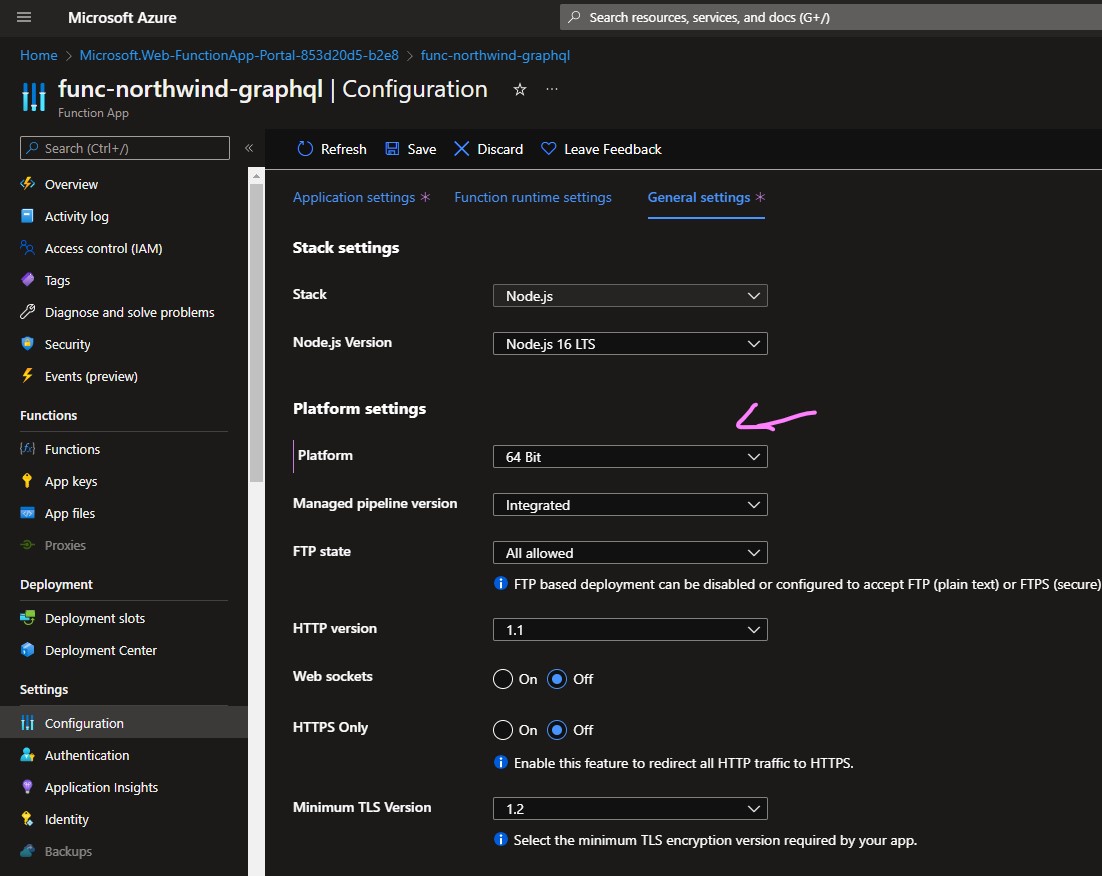 Microsoft Azure
Search resources, services, and docs (G+/)
Home > Microsoft.Web-FunctionApp-Portal-853d20d5-b2e8 > func-northwind-graphql
func-northwind-graphql | Configuration
Function App
Search (Ctrl+/)
«
Overview
Activity log
Access control (IAM)
Tags
Diagnose and solve problems
Security
Events (preview)
Functions
Functions
App keys
App files
Proxies
Deployment
Deployment slots
Deployment Center
Settings
Configuration
Authentication
Application Insights
Identity
Backups
Refresh Save Discard Leave Feedback
Application settings * Function runtime settings General settings *
Stack settings
Stack Node.js
Node.js Version Node.js 16 LTS
Platform settings
Platform 64 Bit
Managed pipeline version Integrated
FTP state All allowed
FTP based deployment can be disabled or configured to accept FTP (plain text) or FTPS (secure)
HTTP version 1.1
Web sockets On Off
HTTPS Only On Off
Enable this feature to redirect all HTTP traffic to HTTPS.
Minimum TLS Version 1.2
Select the minimum TLS encryption version required by your app.